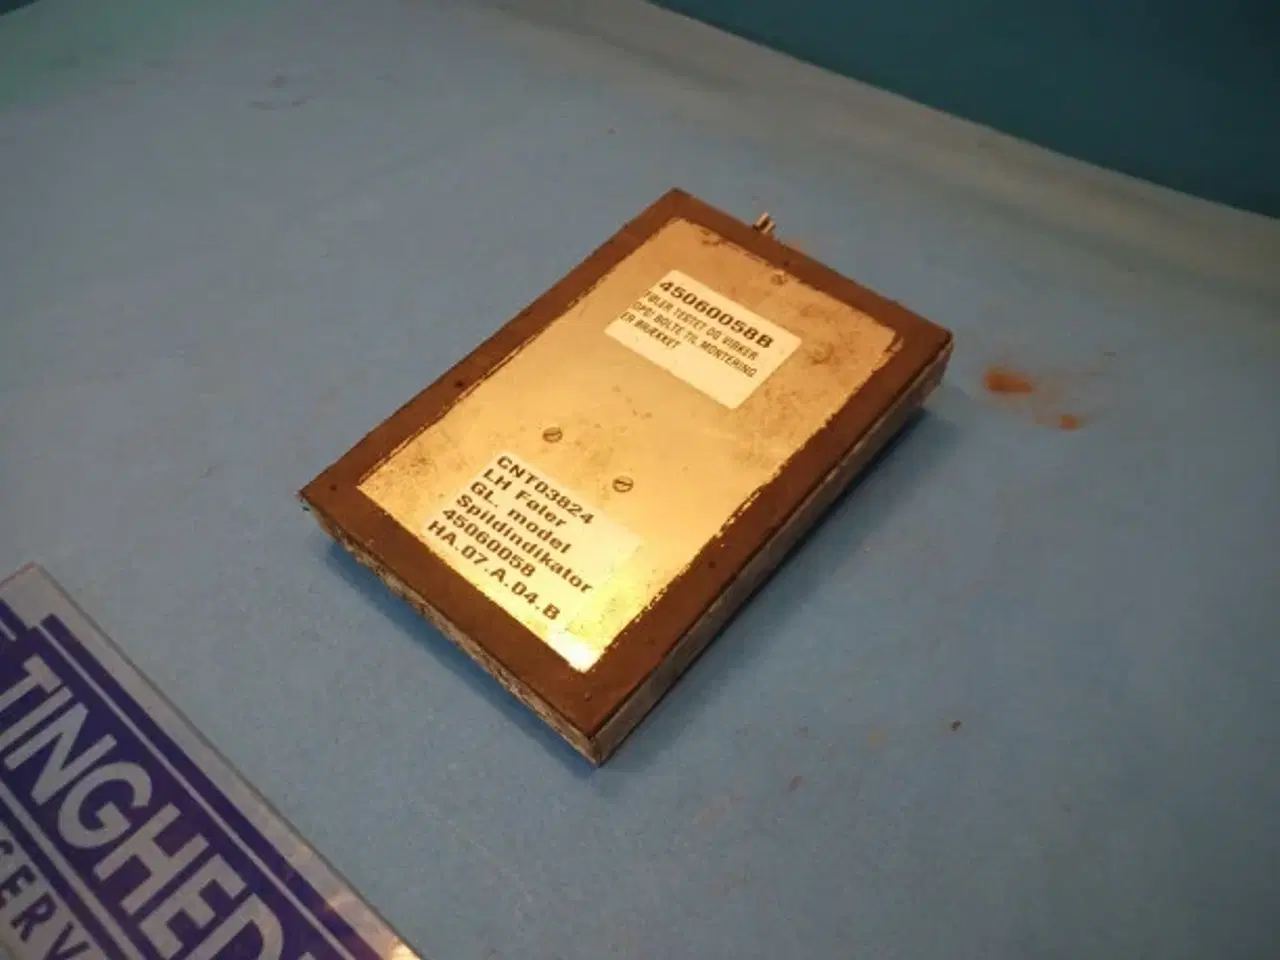 45060058B
FØLER TESTET OG VIRKER
OPS! BOLTE TIL MONTERING
ER BRÆKKET
CNT03824
LH Føler
GL. model
Spildindikator
45060058
HA.07.A.04.B
TINGHED
SERV